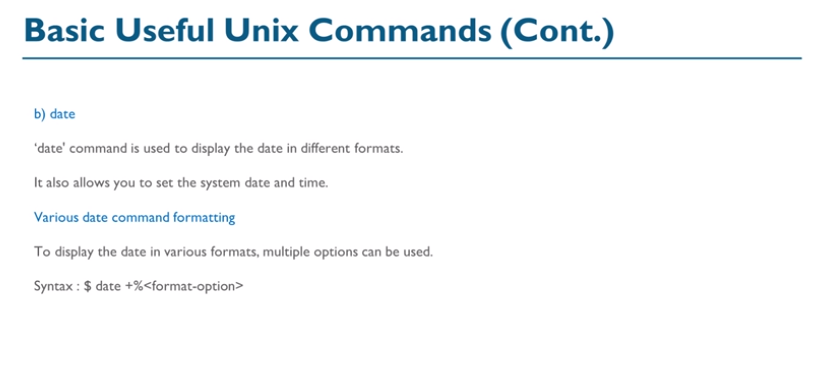 Basic Useful Unix Commands (Cont.)
b) date
‘date’ command is used to display the date in different formats.
It also allows you to set the system date and time.
Various date command formatting
To display the date in various formats, multiple options can be used.
Syntax : $ date +%<format-option>